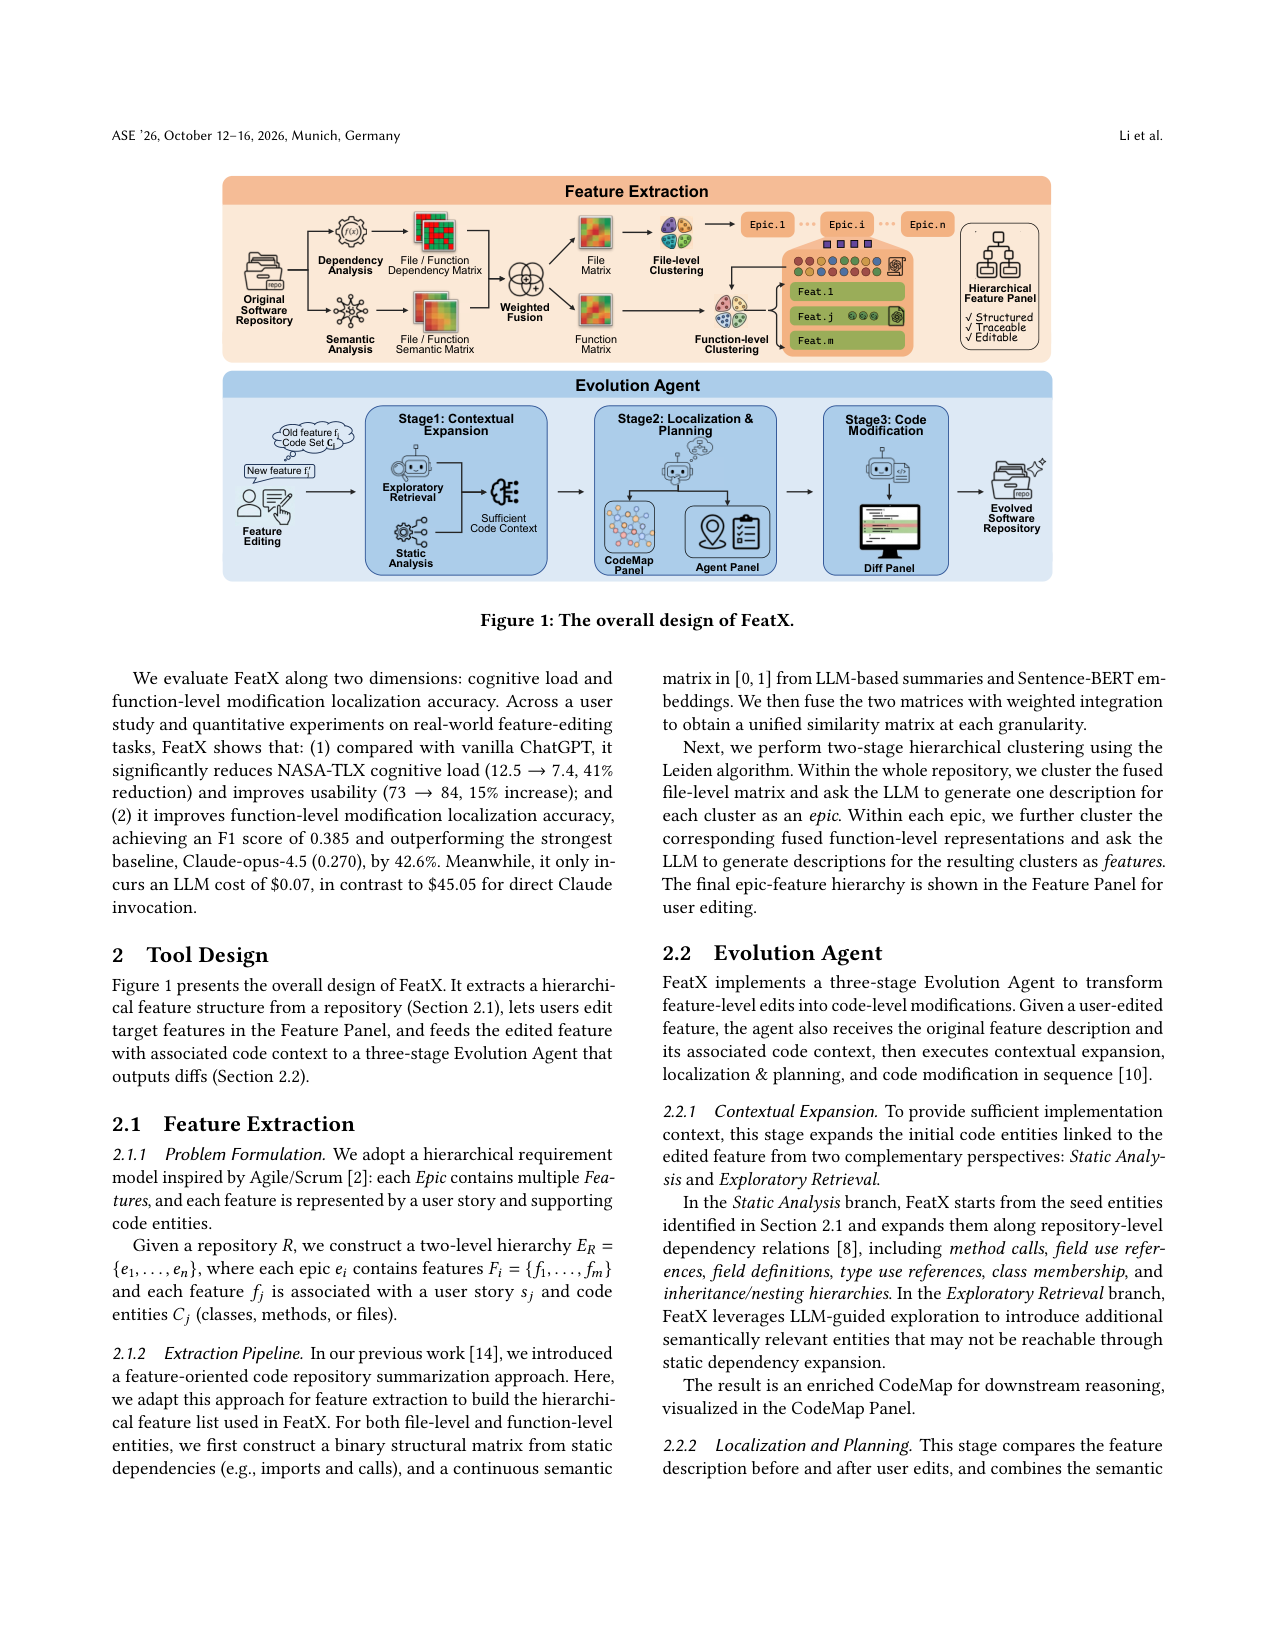 ASE ’26, October 12–16, 2026, Munich, Germany
Li et al.
Feature Extraction
Original
Software
Repository
repo
f(x)
Dependency
Analysis
Semantic
Analysis
File / Function
Dependency Matrix
File / Function
Semantic Matrix
Weighted
Fusion
File
Matrix
Function
Matrix
File-level
Clustering
Function-level
Clustering
Epic.1
Epic.i
Epic.n
Feat.1
Feat.j
Feat.m
Hierarchical
Feature Panel
✓ Structured
✓ Traceable
✓ Editable
Evolution Agent
Old feature fⱼ
Code Set Cⱼ
New feature fⱼ′
Feature
Editing
Stage1: Contextual
Expansion
Exploratory
Retrieval
Static
Analysis
Sufficient
Code Context
Stage2: Localization &
Planning
CodeMap
Panel
Agent Panel
Stage3: Code
Modification
Diff Panel
repo
Evolved
Software
Repository
Figure 1: The overall design of FeatX.
We evaluate FeatX along two dimensions: cognitive load and
function-level modification localization accuracy. Across a user
study and quantitative experiments on real-world feature-editing
tasks, FeatX shows that: (1) compared with vanilla ChatGPT, it
significantly reduces NASA-TLX cognitive load (12.5 → 7.4, 41%
reduction) and improves usability (73 → 84, 15% increase); and
(2) it improves function-level modification localization accuracy,
achieving an F1 score of 0.385 and outperforming the strongest
baseline, Claude-opus-4.5 (0.270), by 42.6%. Meanwhile, it only in-
curs an LLM cost of $0.07, in contrast to $45.05 for direct Claude
invocation.
2 Tool Design
Figure 1 presents the overall design of FeatX. It extracts a hierarchi-
cal feature structure from a repository (Section 2.1), lets users edit
target features in the Feature Panel, and feeds the edited feature
with associated code context to a three-stage Evolution Agent that
outputs diffs (Section 2.2).
2.1 Feature Extraction
2.1.1 Problem Formulation. We adopt a hierarchical requirement
model inspired by Agile/Scrum [2]: each Epic contains multiple Fea-
tures, and each feature is represented by a user story and supporting
code entities.
Given a repository R, we construct a two-level hierarchy E_R =
{e₁, . . . , eₙ}, where each epic eᵢ contains features Fᵢ = {f₁, . . . , fₘ}
and each feature fⱼ is associated with a user story sⱼ and code
entities Cⱼ (classes, methods, or files).
2.1.2 Extraction Pipeline. In our previous work [14], we introduced
a feature-oriented code repository summarization approach. Here,
we adapt this approach for feature extraction to build the hierarchi-
cal feature list used in FeatX. For both file-level and function-level
entities, we first construct a binary structural matrix from static
dependencies (e.g., imports and calls), and a continuous semantic
matrix in [0, 1] from LLM-based summaries and Sentence-BERT em-
beddings. We then fuse the two matrices with weighted integration
to obtain a unified similarity matrix at each granularity.
Next, we perform two-stage hierarchical clustering using the
Leiden algorithm. Within the whole repository, we cluster the fused
file-level matrix and ask the LLM to generate one description for
each cluster as an epic. Within each epic, we further cluster the
corresponding fused function-level representations and ask the
LLM to generate descriptions for the resulting clusters as features.
The final epic-feature hierarchy is shown in the Feature Panel for
user editing.
2.2 Evolution Agent
FeatX implements a three-stage Evolution Agent to transform
feature-level edits into code-level modifications. Given a user-edited
feature, the agent also receives the original feature description and
its associated code context, then executes contextual expansion,
localization & planning, and code modification in sequence [10].
2.2.1 Contextual Expansion. To provide sufficient implementation
context, this stage expands the initial code entities linked to the
edited feature from two complementary perspectives: Static Analy-
sis and Exploratory Retrieval.
In the Static Analysis branch, FeatX starts from the seed entities
identified in Section 2.1 and expands them along repository-level
dependency relations [8], including method calls, field use refer-
ences, field definitions, type use references, class membership, and
inheritance/nesting hierarchies. In the Exploratory Retrieval branch,
FeatX leverages LLM-guided exploration to introduce additional
semantically relevant entities that may not be reachable through
static dependency expansion.
The result is an enriched CodeMap for downstream reasoning,
visualized in the CodeMap Panel.
2.2.2 Localization and Planning. This stage compares the feature
description before and after user edits, and combines the semantic